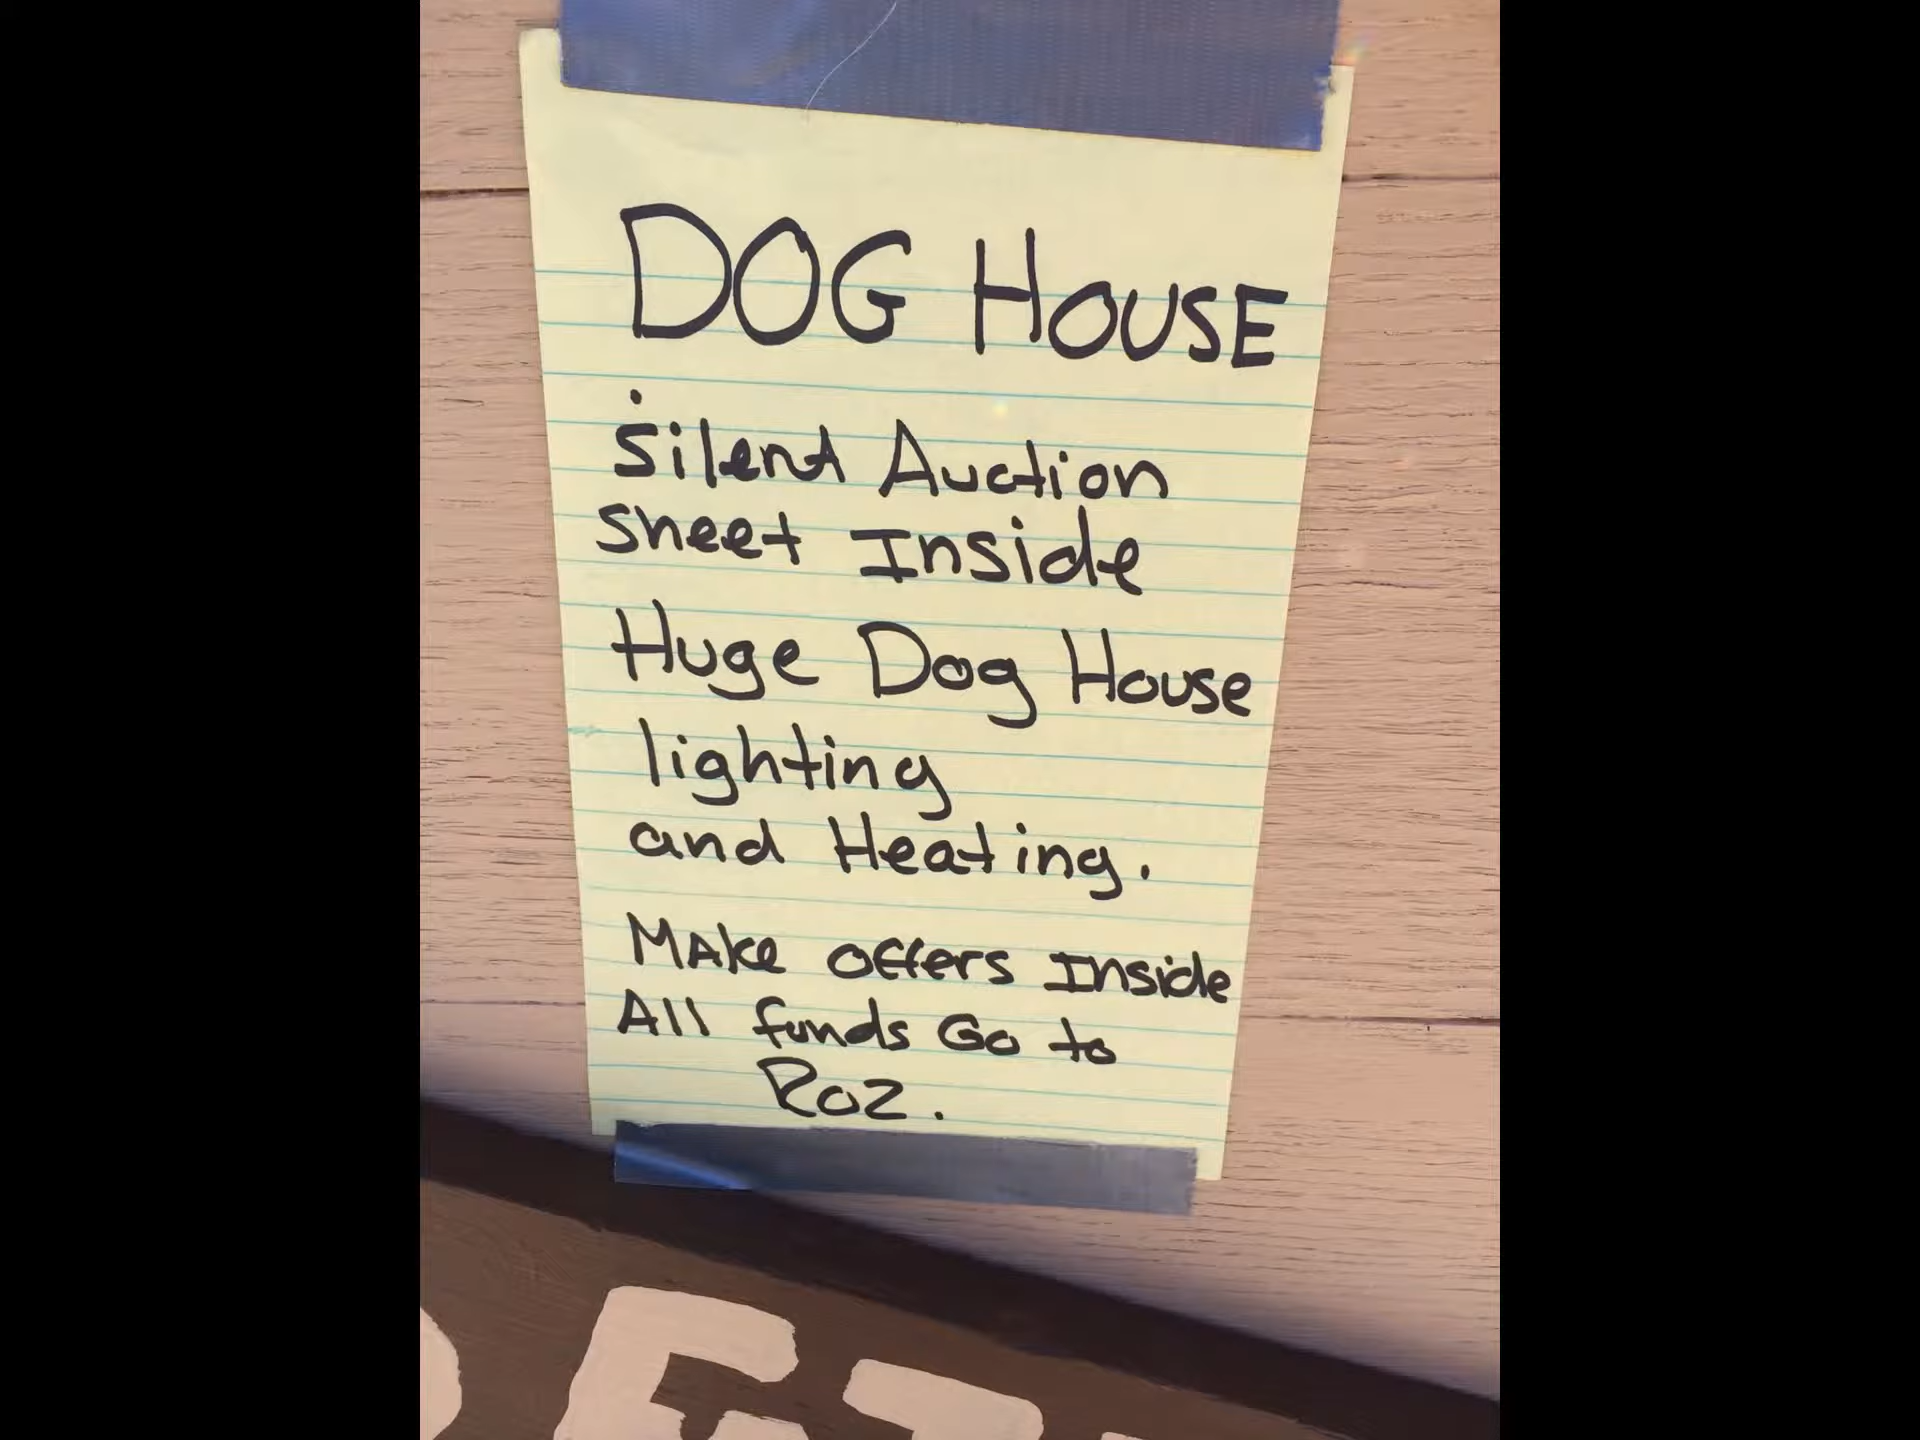 DOG HOUSE
Silent Auction
Sheet Inside
Huge Dog House
lighting
and Heating.
Make offers Inside
All funds Go to
Roz.